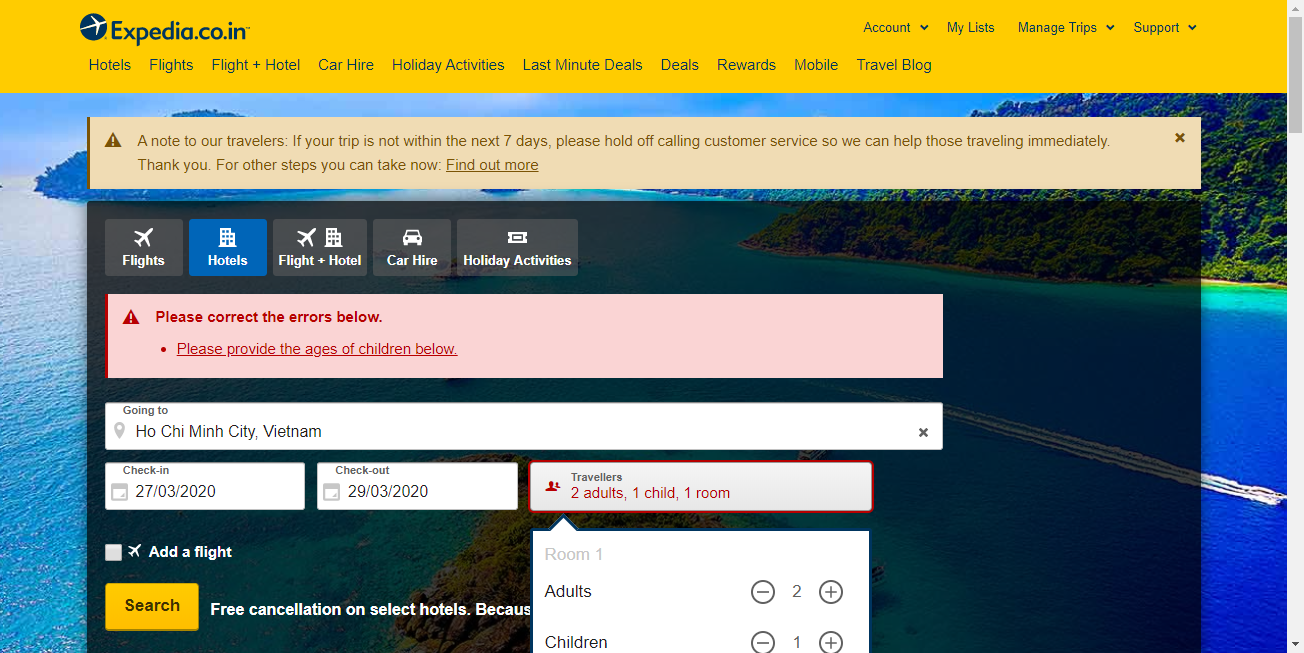 Expedia.co.in
Account My Lists Manage Trips Support
Hotels Flights Flight + Hotel Car Hire Holiday Activities Last Minute Deals Deals Rewards Mobile Travel Blog
A note to our travelers: If your trip is not within the next 7 days, please hold off calling customer service so we can help those traveling immediately.
Thank you. For other steps you can take now: Find out more
Flights Hotels Flight + Hotel Car Hire Holiday Activities
Please correct the errors below.
• Please provide the ages of children below.
Going to
Ho Chi Minh City, Vietnam
Check-in
27/03/2020
Check-out
29/03/2020
Travellers
2 adults, 1 child, 1 room
Room 1
Adults 2
Children 1
Add a flight
Search
Free cancellation on select hotels. Becaus